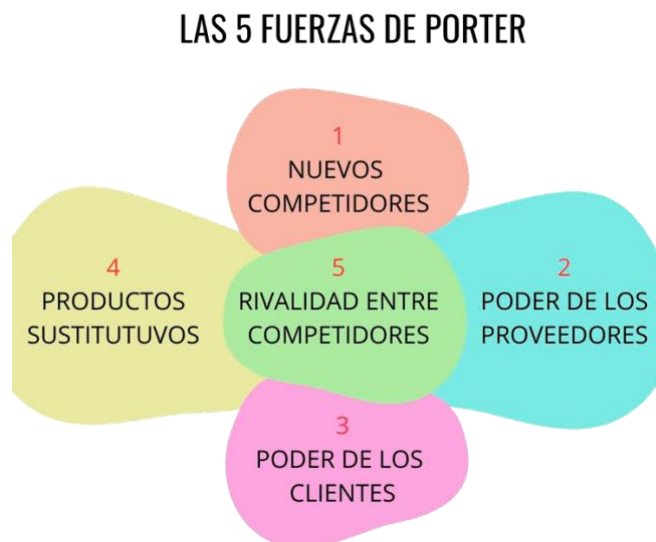 LAS 5 FUERZAS DE PORTER
1
NUEVOS
COMPETIDORES
4
PRODUCTOS
SUSTITUTUVOS
5
RIVALIDAD ENTRE
COMPETIDORES
2
PODER DE LOS
PROVEEDORES
3
PODER DE LOS
CLIENTES